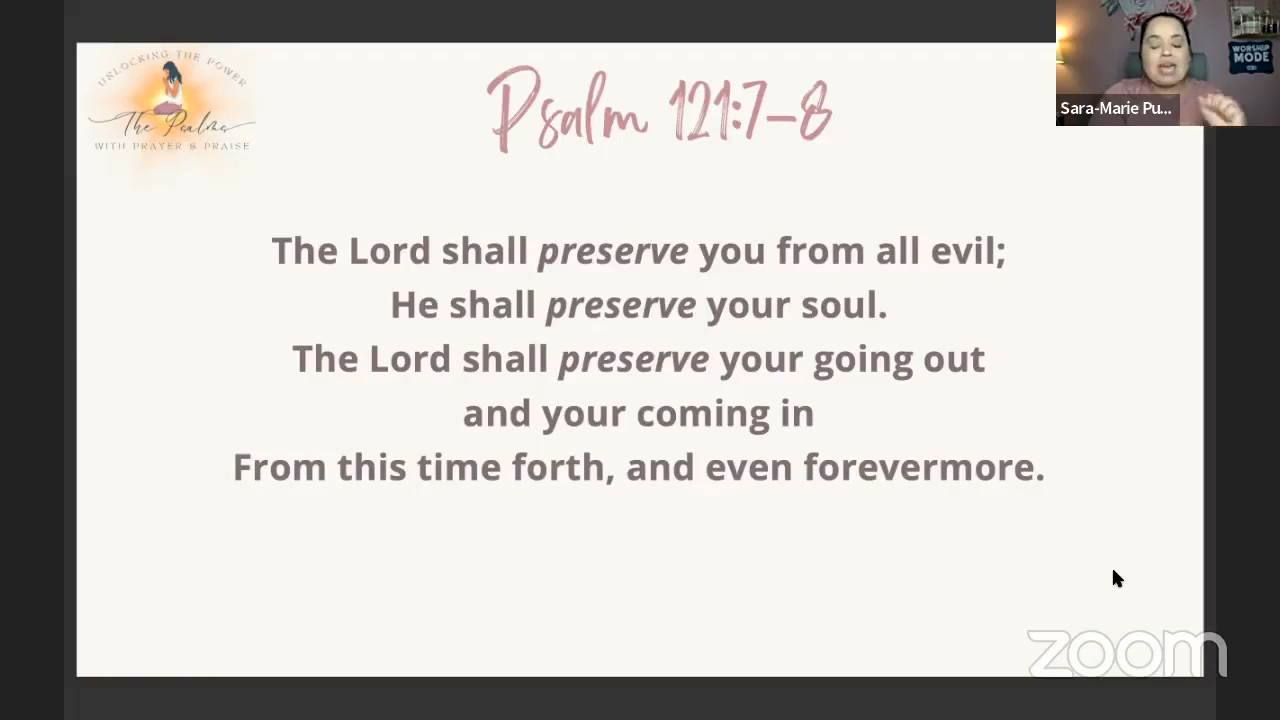 UNLOCKING THE POWER
The Psalms
WITH PRAYER & PRAISE
Psalm 121:7-8
WORSHIP
MODE
Sara-Marie Pu...
The Lord shall preserve you from all evil;
He shall preserve your soul.
The Lord shall preserve your going out
and your coming in
From this time forth, and even forevermore.
zoom